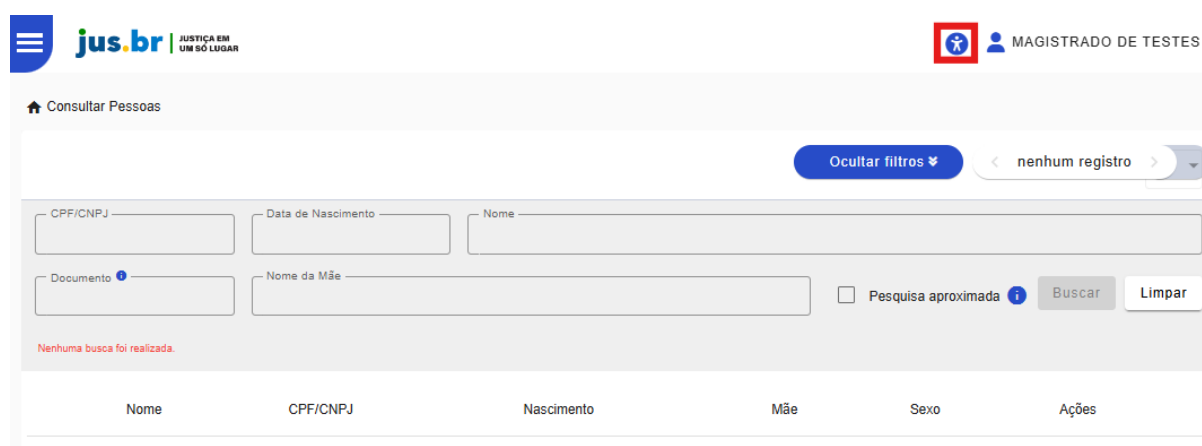 jus.br | JUSTIÇA EM
UM SÓ LUGAR
MAGISTRADO DE TESTES
Consultar Pessoas
Ocultar filtros
nenhum registro
CPF/CNPJ
Data de Nascimento
Nome
Documento
Nome da Mãe
Pesquisa aproximada
Buscar
Limpar
Nenhuma busca foi realizada.
Nome CPF/CNPJ Nascimento Mãe Sexo Ações